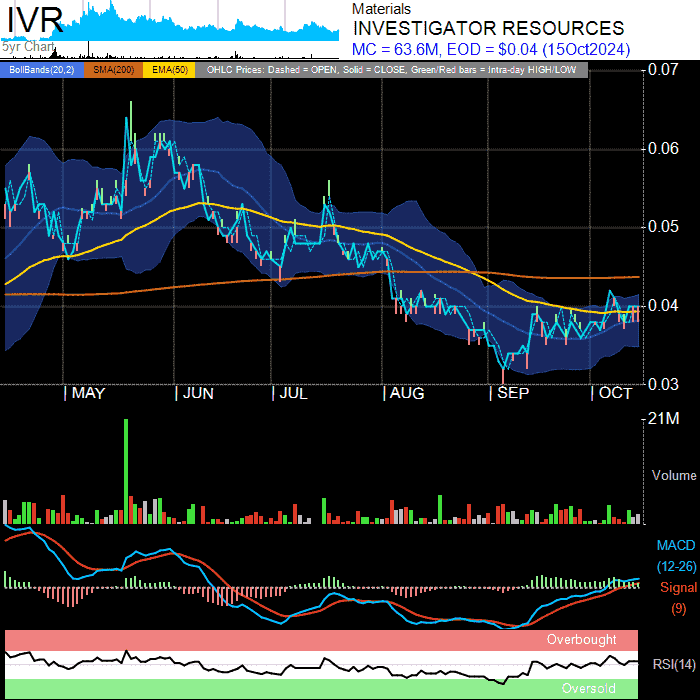 IVR
5yr Chart
Materials
INVESTIGATOR RESOURCES
MC = 63.6M, EOD = $0.04 (15Oct2024)
BollBands(20,2) SMA(200) EMA(50) OHLC Prices: Dashed = OPEN, Solid = CLOSE, Green/Red bars = Intra-day HIGH/LOW
0.07
0.06
0.05
0.04
0.03
MAY JUN JUL AUG SEP OCT
21M
Volume
MACD
(12-26)
Signal
(9)
Overbought
RSI(14)
Oversold